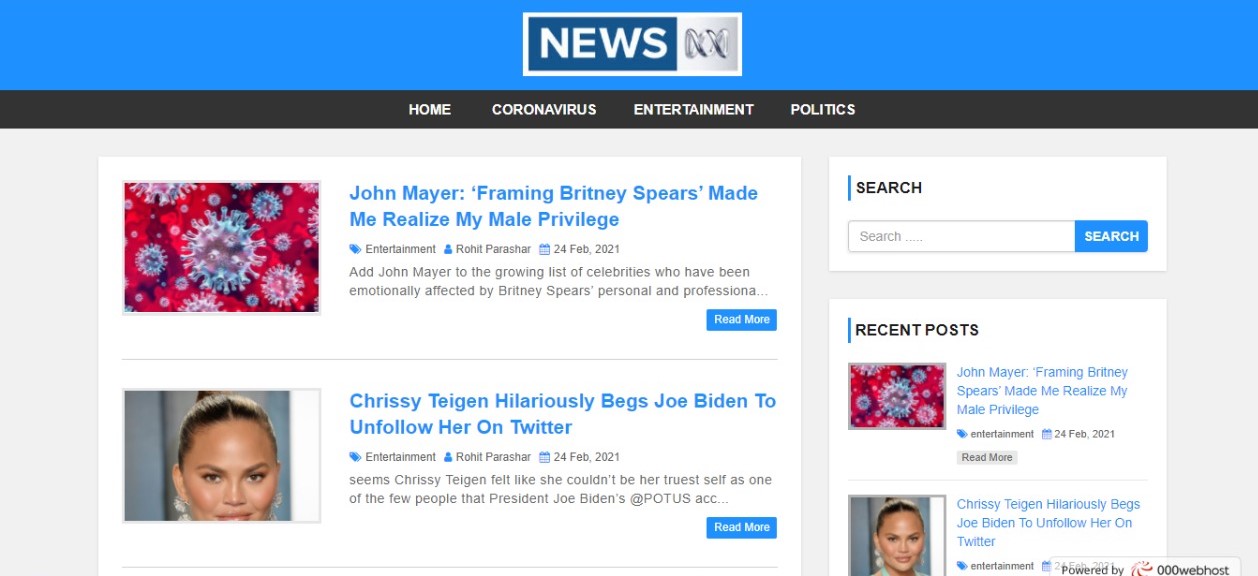 NEWS
HOME CORONAVIRUS ENTERTAINMENT POLITICS
John Mayer: ‘Framing Britney Spears’ Made
Me Realize My Male Privilege
Entertainment Rohit Parashar 24 Feb, 2021
Add John Mayer to the growing list of celebrities who have been
emotionally affected by Britney Spears’ personal and professiona...
Read More
Chrissy Teigen Hilariously Begs Joe Biden To
Unfollow Her On Twitter
Entertainment Rohit Parashar 24 Feb, 2021
seems Chrissy Teigen felt like she couldn’t be her truest self as one
of the few people that President Joe Biden’s @POTUS acc...
Read More
SEARCH
Search .....
SEARCH
RECENT POSTS
John Mayer: ‘Framing Britney
Spears’ Made Me Realize My
Male Privilege
entertainment 24 Feb, 2021
Read More
Chrissy Teigen Hilariously Begs
Joe Biden To Unfollow Her On
Twitter
entertainment 24 Feb, 2021
Powered by 000webhost